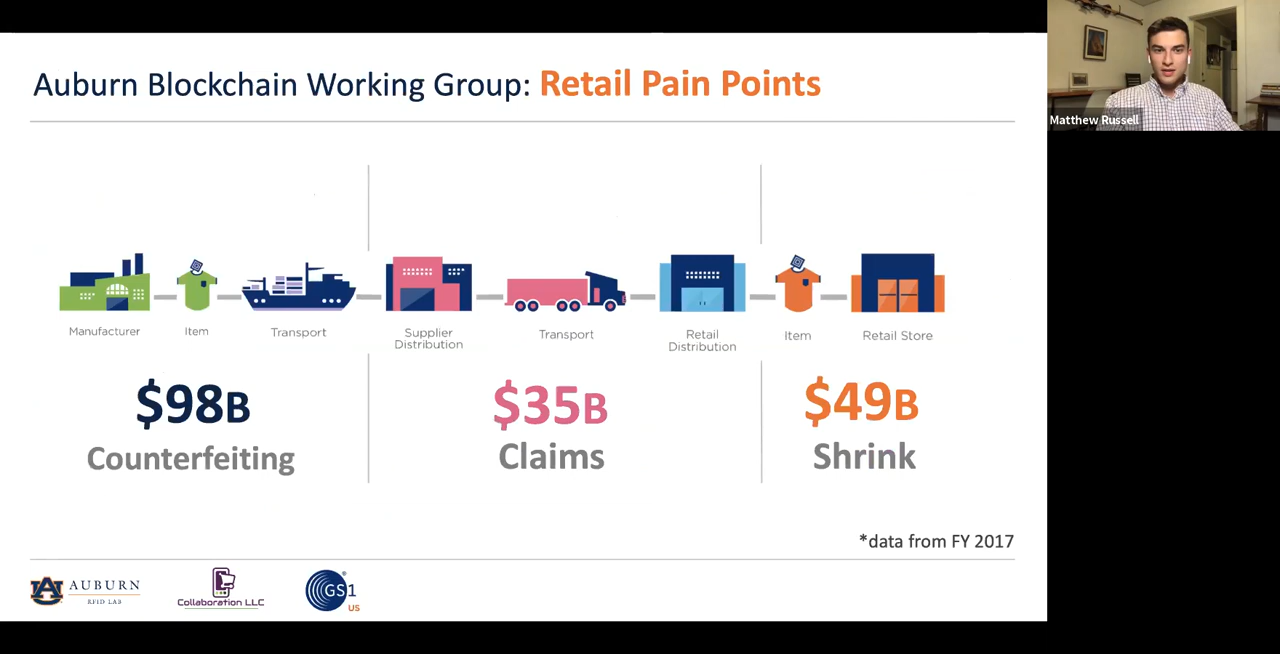 Auburn Blockchain Working Group: Retail Pain Points
Matthew Russell
Manufacturer
Item
Transport
Supplier
Distribution
Transport
Retail
Distribution
Item
Retail Store
$98B
Counterfeiting
$35B
Claims
$49B
Shrink
*data from FY 2017
AUBURN
RFID LAB
Collaboration LLC
GS1
US